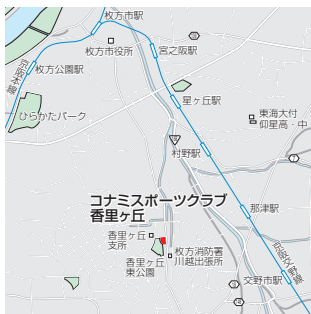 枚方市駅
枚方市役所
宮之阪駅
枚方公園駅
京阪本線
星ヶ丘駅
ひらかたパーク
東海大付
仰星高・中
村野駅
コナミスポーツクラブ
香里ヶ丘
那津駅
香里ヶ丘
支所
枚方消防署
川越出張所
香里ヶ丘
東公園
京阪交野線
交野市駅